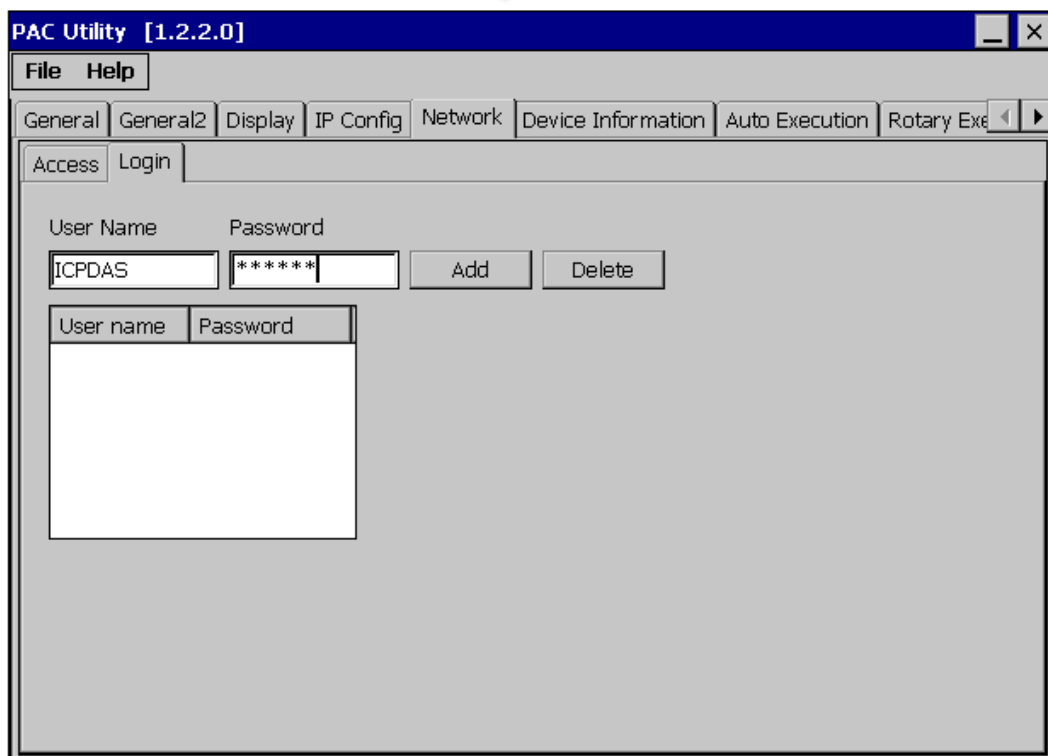 PAC Utility [1.2.2.0]
File Help
General General2 Display IP Config Network Device Information Auto Execution Rotary Exe
Access Login
User Name Password
ICPDAS ****** Add Delete
User name Password